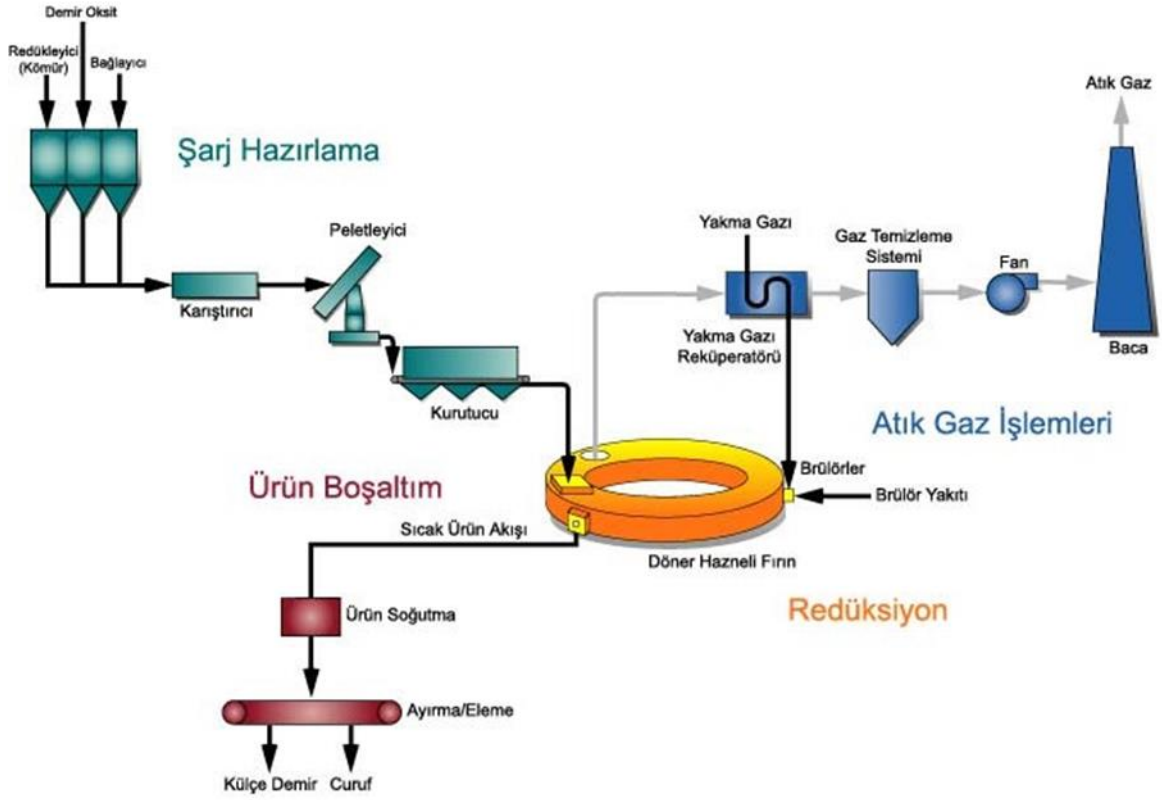 Demir Oksit
Redükleyici
(Kömür)
Bağlayıcı
Şarj Hazırlama
Karıştırıcı
Peletleyici
Kurutucu
Yakma Gazı
Gaz Temizleme
Sistemi
Fan
Atık Gaz
Yakma Gazı
Reküperatörü
Baca
Atık Gaz İşlemleri
Ürün Boşaltım
Brülörler
Brülör Yakıtı
Sıcak Ürün Akışı
Döner Hazneli Fırın
Redüksiyon
Ürün Soğutma
Ayırma/Eleme
Külçe Demir
Curuf